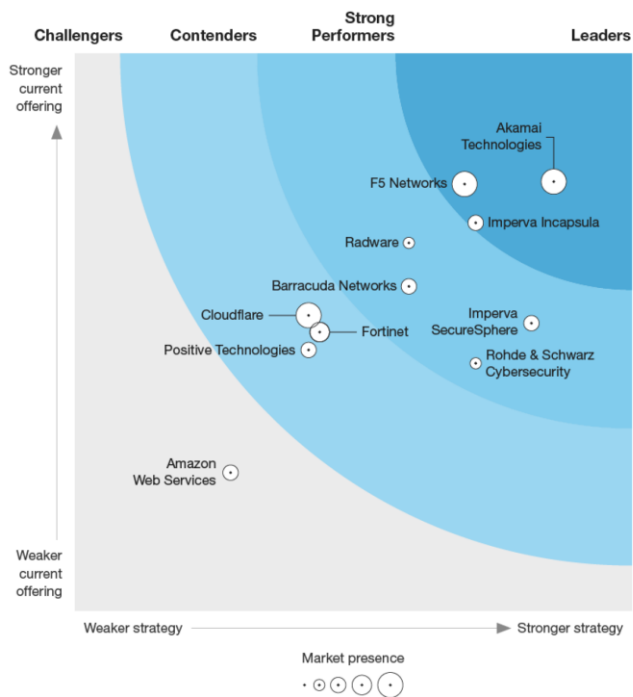 Challengers
Contenders
Strong
Performers
Leaders
Stronger
current
offering
Akamai
Technologies
F5 Networks
Imperva Incapsula
Radware
Barracuda Networks
Cloudflare
Fortinet
Imperva
SecureSphere
Positive Technologies
Rohde & Schwarz
Cybersecurity
Amazon
Web Services
Weaker
current
offering
Weaker strategy
Stronger strategy
Market presence